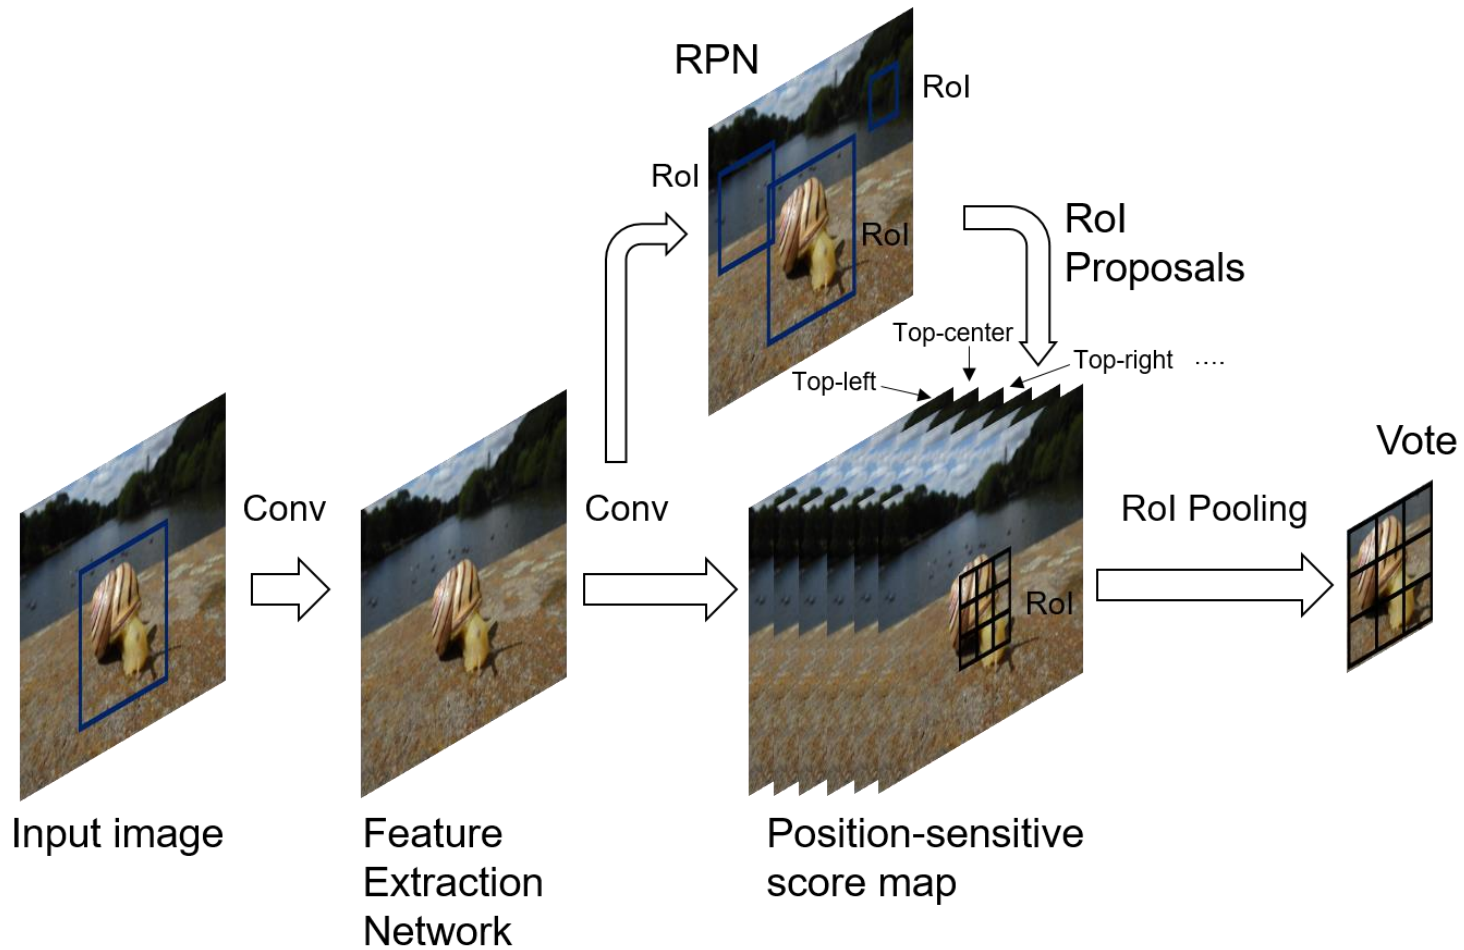 RPN
RoI
RoI
RoI
RoI
Proposals
Top-center
Top-right ....
Top-left
Vote
Conv
Conv
RoI Pooling
RoI
Input image
Feature
Extraction
Network
Position-sensitive
score map